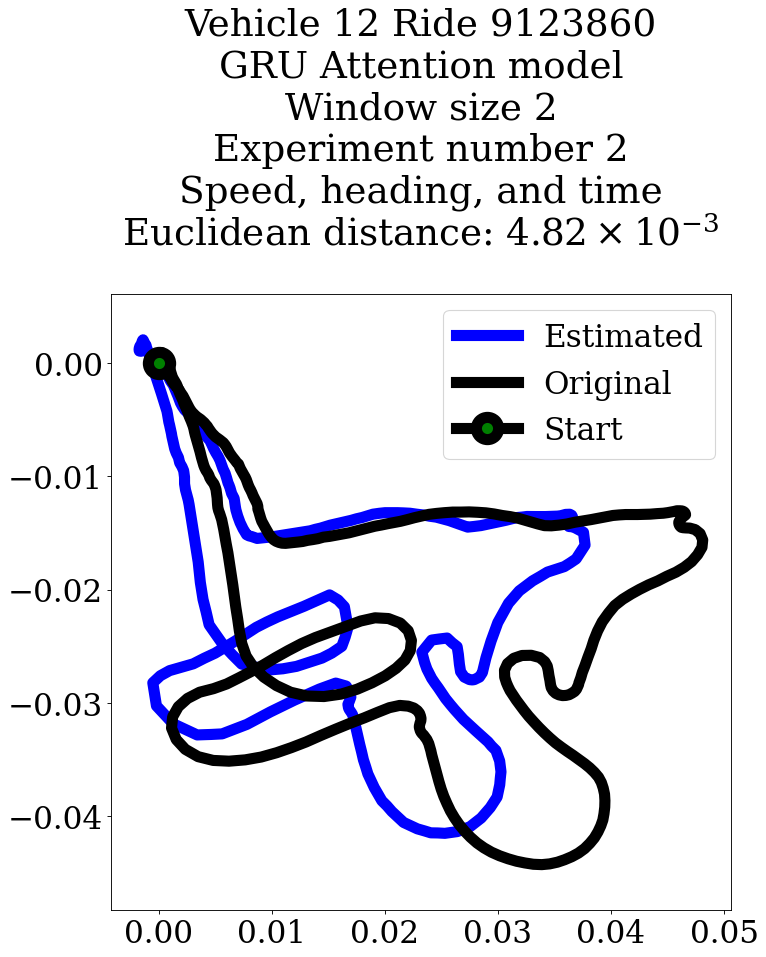 Vehicle 12 Ride 9123860
GRU Attention model
Window size 2
Experiment number 2
Speed, heading, and time
Euclidean distance: 4.82 × 10⁻³
Estimated
Original
Start
0.00
−0.01
−0.02
−0.03
−0.04
0.00 0.01 0.02 0.03 0.04 0.05